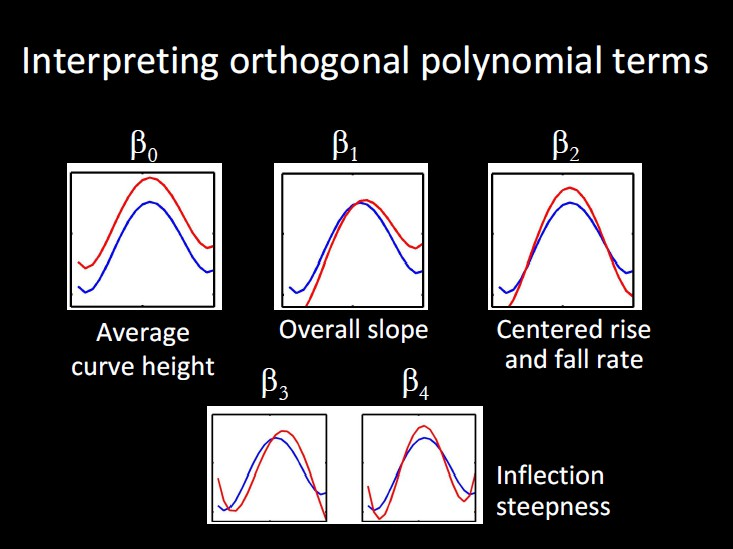 Interpreting orthogonal polynomial terms
β0
β1
β2
Average
curve height
Overall slope
Centered rise
and fall rate
β3
β4
Inflection
steepness